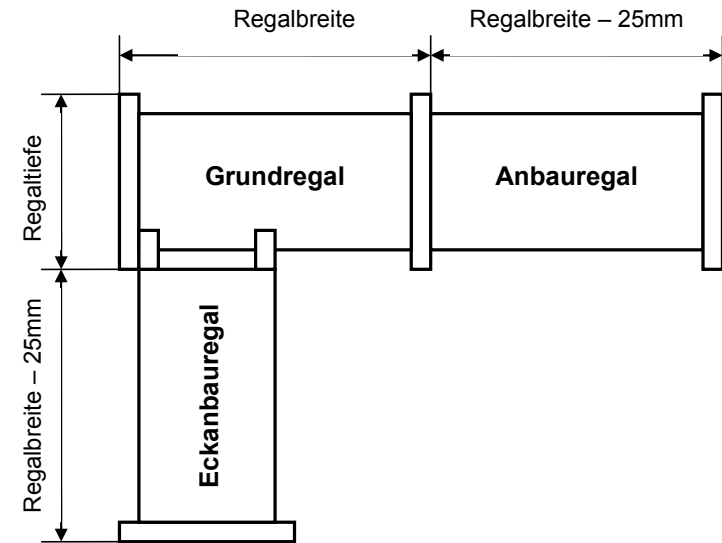 Regalbreite
Regalbreite – 25mm
Regaltiefe
Grundregal
Anbauregal
Regalbreite – 25mm
Eckanbauregal